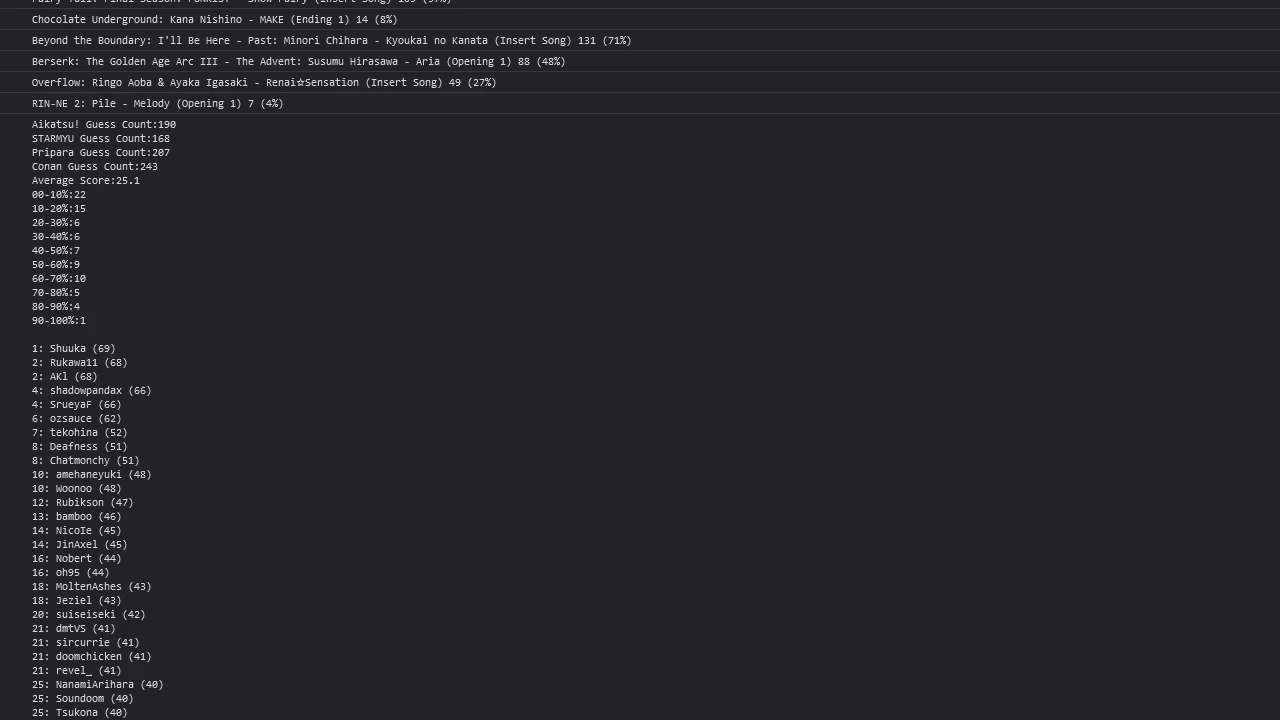 Chocolate Underground: Kana Nishino - MAKE (Ending 1) 14 (8%)
Beyond the Boundary: I'll Be Here - Past: Minori Chihara - Kyoukai no Kanata (Insert Song) 131 (71%)
Berserk: The Golden Age Arc III - The Advent: Susumu Hirasawa - Aria (Opening 1) 88 (48%)
Overflow: Ringo Aoba & Ayaka Igasaki - Renai☆Sensation (Insert Song) 49 (27%)
RIN-NE 2: Pile - Melody (Opening 1) 7 (4%)
Aikatsu! Guess Count:190
STARMYU Guess Count:168
Pripara Guess Count:207
Conan Guess Count:243
Average Score:25.1
00-10%:22
10-20%:15
20-30%:6
30-40%:6
40-50%:7
50-60%:9
60-70%:10
70-80%:5
80-90%:4
90-100%:1
1: Shuuka (69)
2: Rukawa11 (68)
2: AKl (68)
4: shadowpandax (66)
4: SrueyaF (66)
6: ozsauce (62)
7: tekohina (52)
8: Deafness (51)
8: Chatmonchy (51)
10: amehaneyuki (48)
10: Woonoo (48)
12: Rubikson (47)
13: bamboo (46)
14: NicoIe (45)
14: JinAxel (45)
16: Nobert (44)
16: oh95 (44)
18: MoltenAshes (43)
18: Jeziel (43)
20: suiseiseki (42)
21: dmtVS (41)
21: sircurrie (41)
21: doomchicken (41)
21: revel_ (41)
25: NanamiArihara (40)
25: Soundoom (40)
25: Tsukona (40)